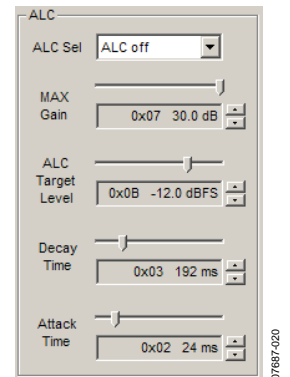 ALC
ALC Sel ALC off
MAX
Gain 0x07 30.0 dB
ALC
Target
Level 0x0B -12.0 dBFS
Decay
Time 0x03 192 ms
Attack
Time 0x02 24 ms
07687-020